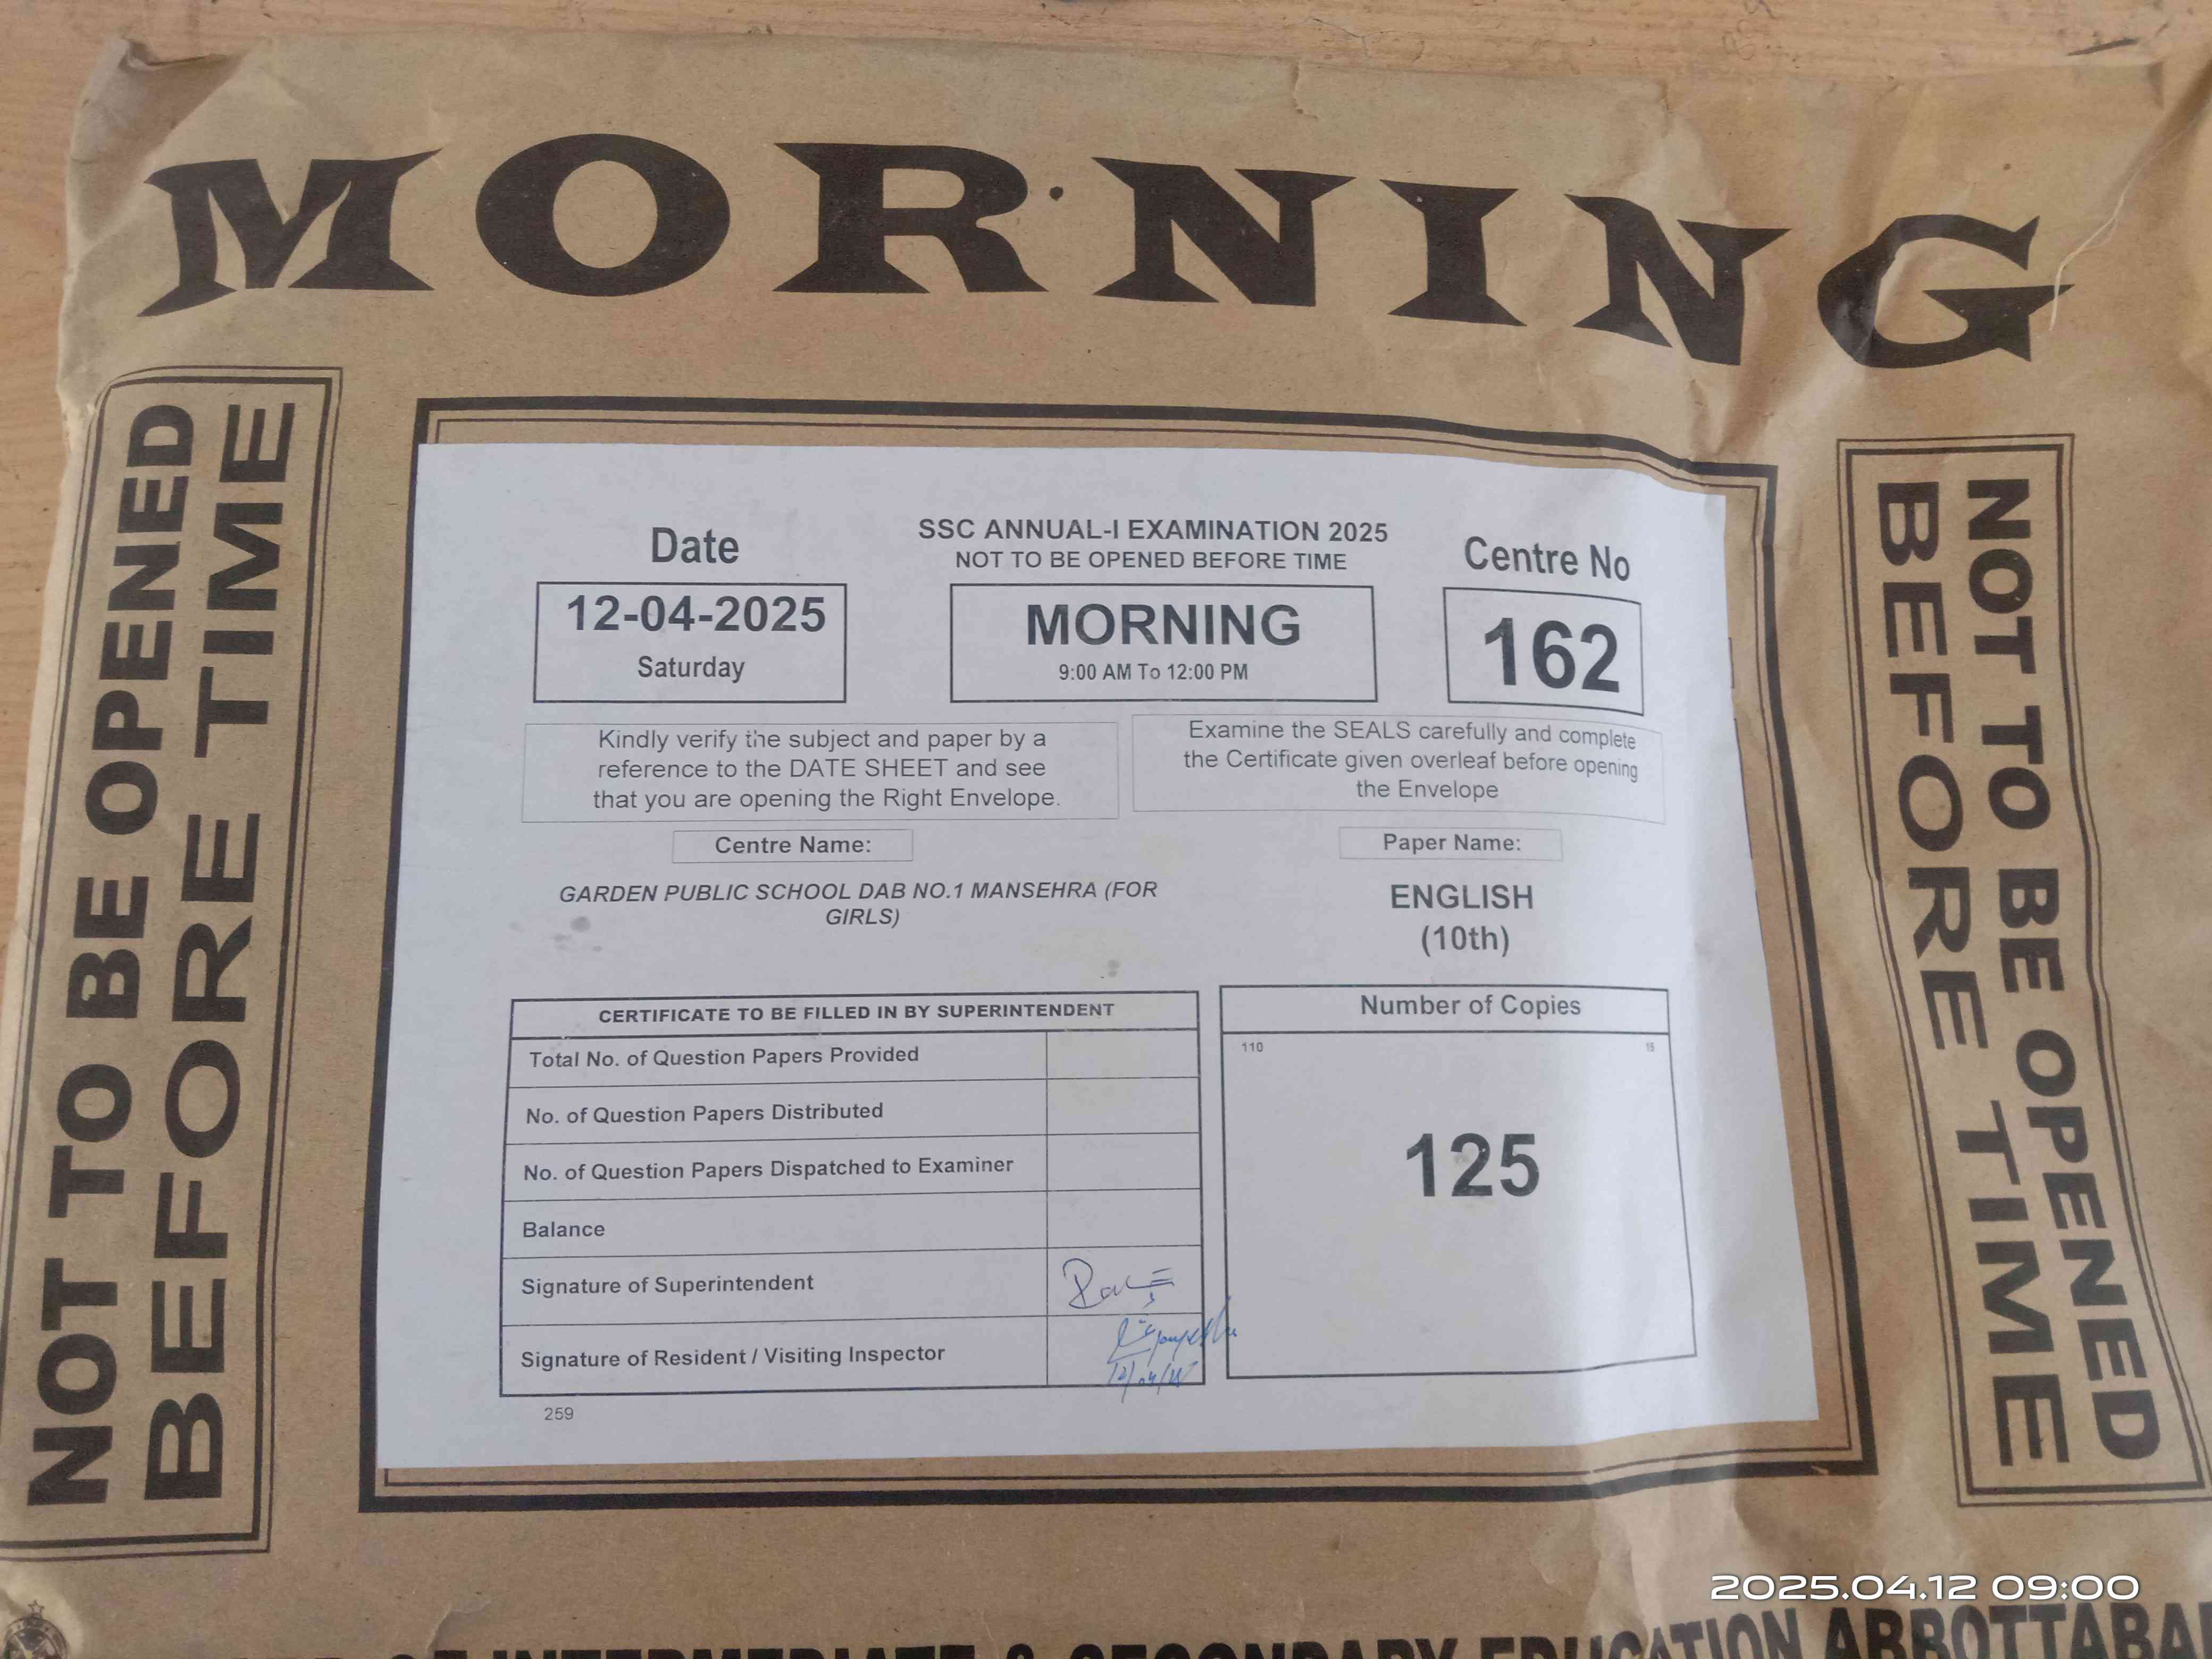 MORNING
NOT TO BE OPENED
BEFORE TIME
Date
12-04-2025
Saturday
SSC ANNUAL-I EXAMINATION 2025
NOT TO BE OPENED BEFORE TIME
MORNING
9:00 AM To 12:00 PM
Centre No
162
Kindly verify the subject and paper by a
reference to the DATE SHEET and see
that you are opening the Right Envelope.
Examine the SEALS carefully and complete
the Certificate given overleaf before opening
the Envelope
Centre Name:
GARDEN PUBLIC SCHOOL DAB NO.1 MANSEHRA (FOR
GIRLS)
Paper Name:
ENGLISH
(10th)
CERTIFICATE TO BE FILLED IN BY SUPERINTENDENT
Total No. of Question Papers Provided
No. of Question Papers Distributed
No. of Question Papers Dispatched to Examiner
Balance
Signature of Superintendent
Signature of Resident / Visiting Inspector
Number of Copies
110 15
125
259
NOT TO BE OPENED
BEFORE TIME
2025.04.12 09:00
INTERMEDIATE & SECONDARY EDUCATION ABBOTTABA